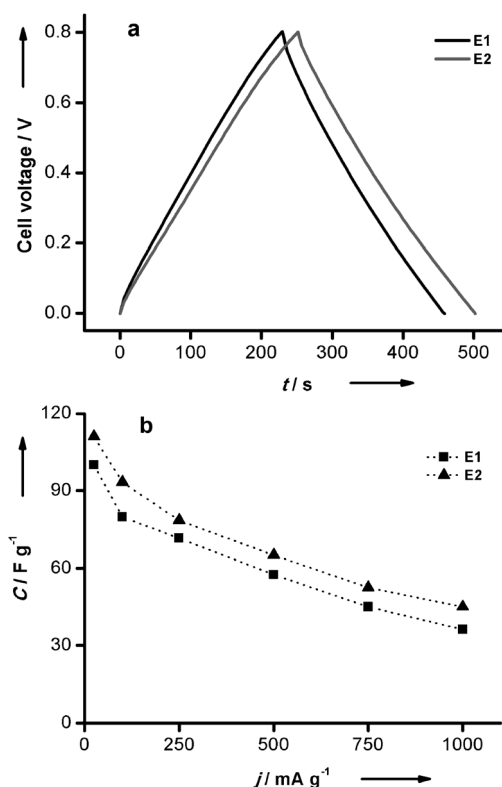 a
E1
E2
Cell voltage / V
0.8
0.6
0.4
0.2
0.0
0 100 200 300 400 500
t / s
b
E1
E2
C / F g⁻¹
120
90
60
30
0
0 250 500 750 1000
j / mA g⁻¹